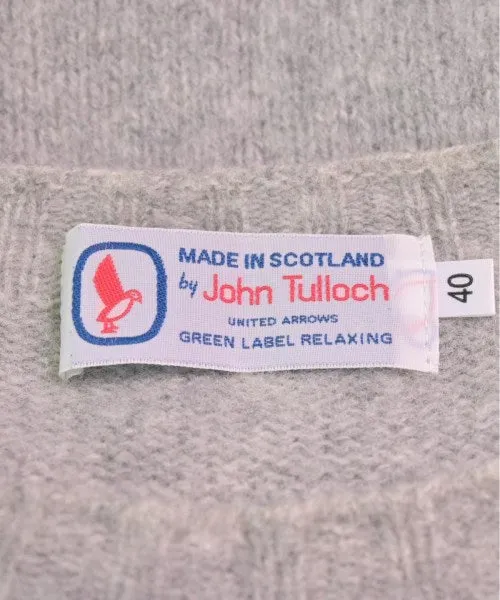 MADE IN SCOTLAND
by John Tulloch
UNITED ARROWS
GREEN LABEL RELAXING
40